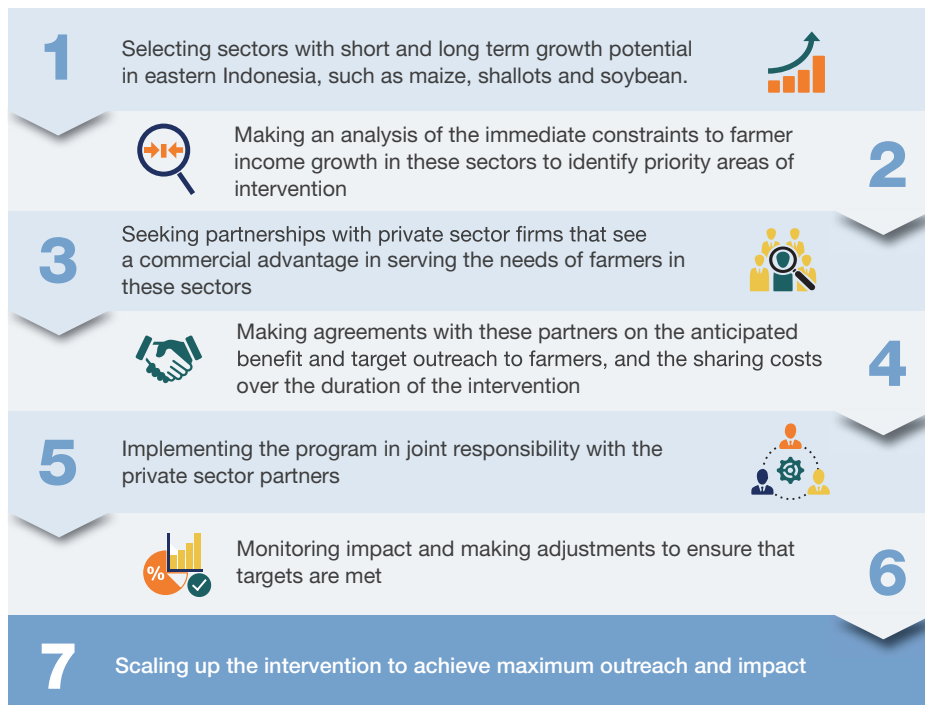 1
Selecting sectors with short and long term growth potential
in eastern Indonesia, such as maize, shallots and soybean.
Making an analysis of the immediate constraints to farmer
income growth in these sectors to identify priority areas of
intervention
2
3
Seeking partnerships with private sector firms that see
a commercial advantage in serving the needs of farmers in
these sectors
Making agreements with these partners on the anticipated
benefit and target outreach to farmers, and the sharing costs
over the duration of the intervention
4
5
Implementing the program in joint responsibility with the
private sector partners
%
Monitoring impact and making adjustments to ensure that
targets are met
6
7
Scaling up the intervention to achieve maximum outreach and impact